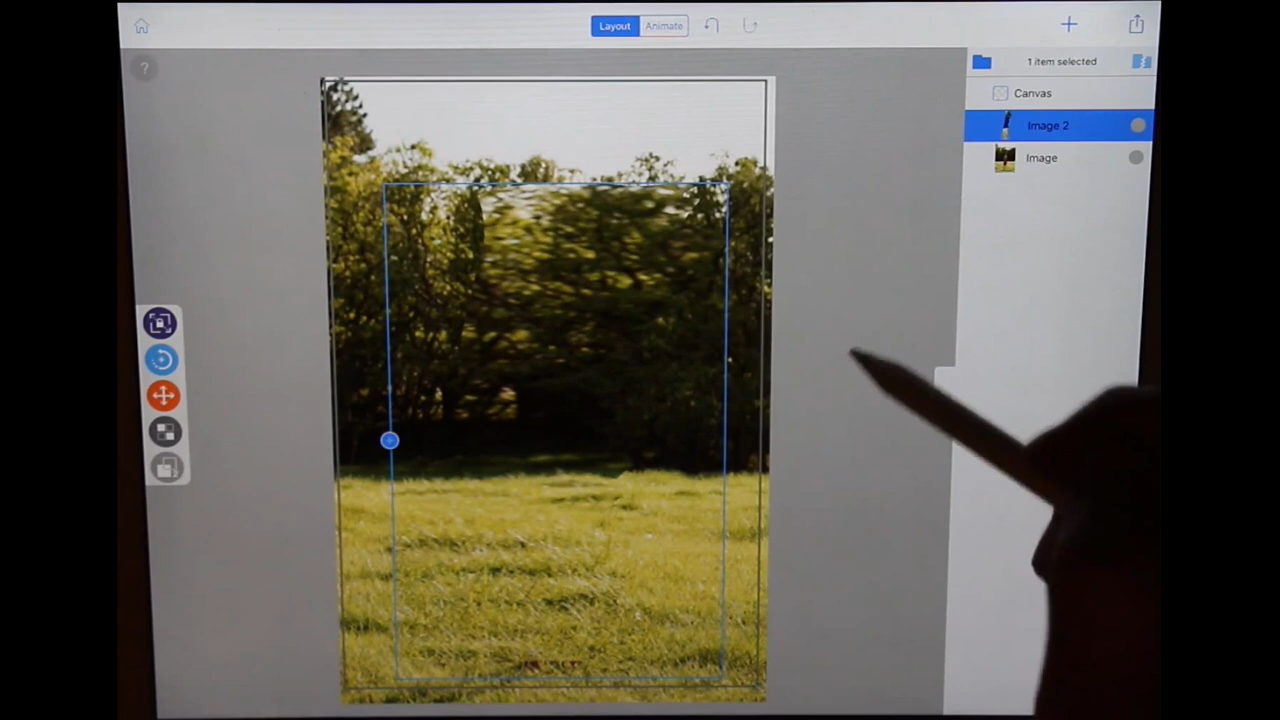 Layout Animate
? 1 item selected
Canvas
Image 2
Image